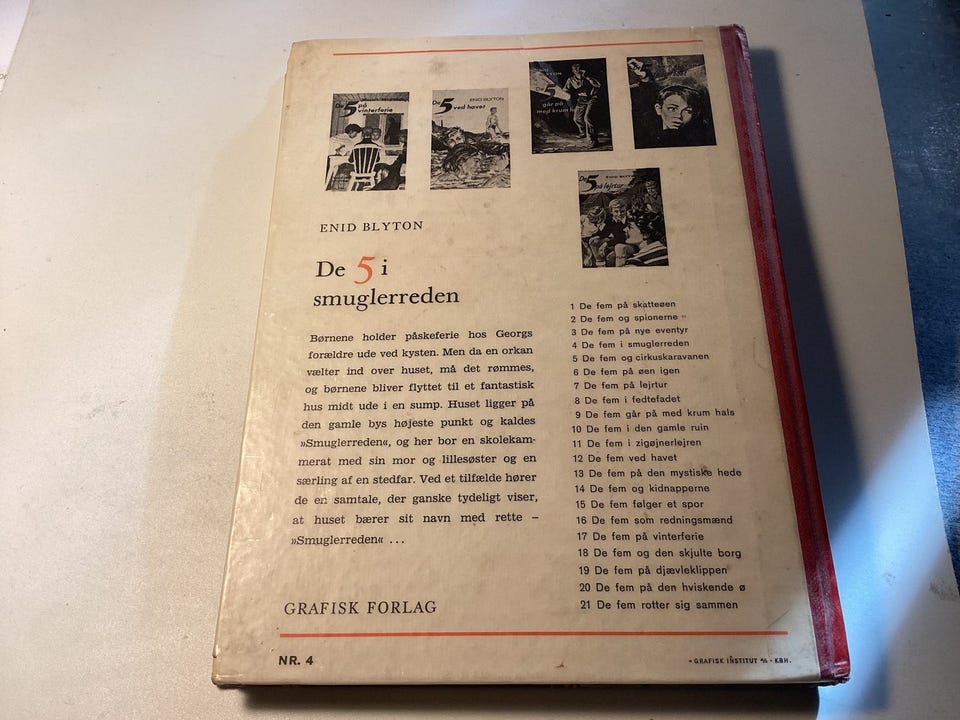 De 5 på
vinterferie
De 5 ENID BLYTON
ved havet
BLYTON
5
går på
med krum h
5
De 5 ENID BLYTON
på lejrtur
ENID BLYTON
De 5 i
smuglerreden
Børnene holder påskeferie hos Georgs
forældre ude ved kysten. Men da en orkan
vælter ind over huset, må det rømmes,
og børnene bliver flyttet til et fantastisk
hus midt ude i en sump. Huset ligger på
den gamle bys højeste punkt og kaldes
»Smuglerreden«, og her bor en skolekam-
merat med sin mor og lillesøster og en
særling af en stedfar. Ved et tilfælde hører
de en samtale, der ganske tydeligt viser,
at huset bærer sit navn med rette –
»Smuglerreden« ...
1 De fem på skatteøen
2 De fem og spionerne
3 De fem på nye eventyr
4 De fem i smuglerreden
5 De fem og cirkuskaravanen
6 De fem på øen igen
7 De fem på lejrtur
8 De fem i fedtefadet
9 De fem går på med krum hals
10 De fem i den gamle ruin
11 De fem i zigøjnerlejren
12 De fem ved havet
13 De fem på den mystiske hede
14 De fem og kidnapperne
15 De fem følger et spor
16 De fem som redningsmænd
17 De fem på vinterferie
18 De fem og den skjulte borg
19 De fem på djævleklippen
20 De fem på den hviskende ø
21 De fem rotter sig sammen
GRAFISK FORLAG
NR. 4
- GRAFISK INSTITUT A/S - KBH.